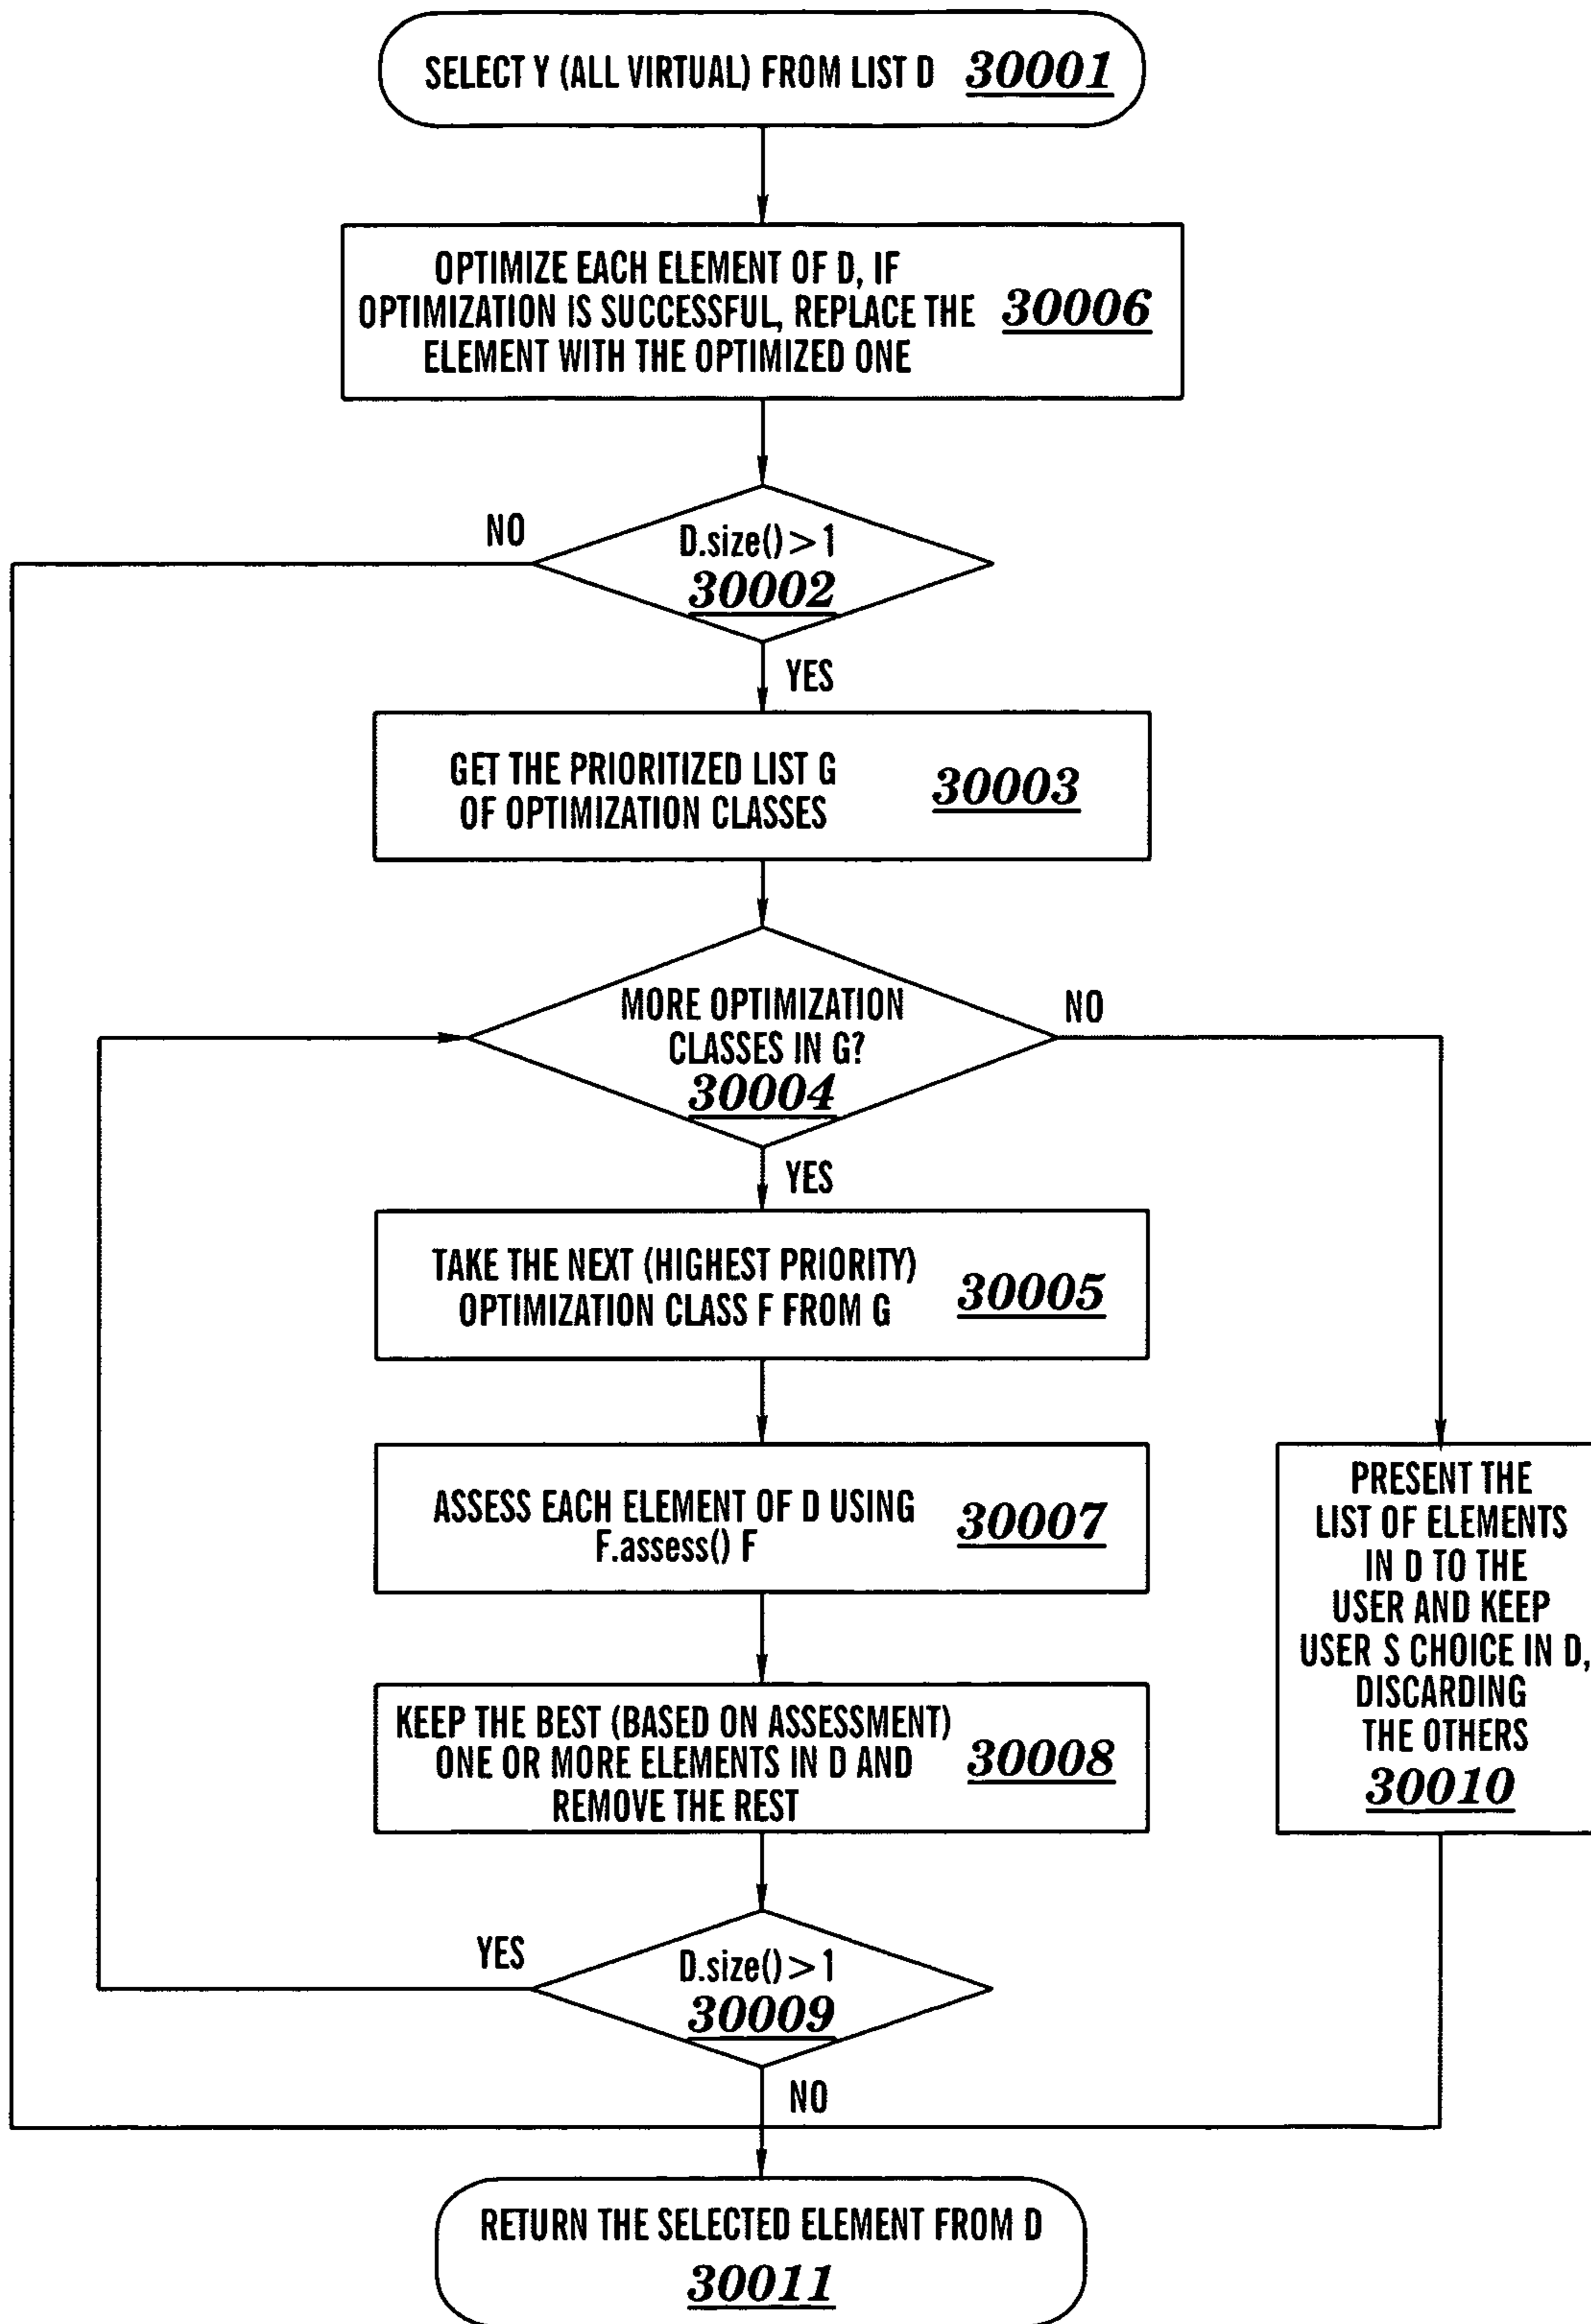 SELECT Y (ALL VIRTUAL) FROM LIST D 30001
OPTIMIZE EACH ELEMENT OF D, IF
OPTIMIZATION IS SUCCESSFUL, REPLACE THE 30006
ELEMENT WITH THE OPTIMIZED ONE
NO
D.size()>1
30002
YES
GET THE PRIORITIZED LIST G
OF OPTIMIZATION CLASSES 30003
MORE OPTIMIZATION
CLASSES IN G?
30004
NO
YES
TAKE THE NEXT (HIGHEST PRIORITY)
OPTIMIZATION CLASS F FROM G 30005
ASSESS EACH ELEMENT OF D USING
F.assess() F 30007
KEEP THE BEST (BASED ON ASSESSMENT)
ONE OR MORE ELEMENTS IN D AND 30008
REMOVE THE REST
PRESENT THE
LIST OF ELEMENTS
IN D TO THE
USER AND KEEP
USER S CHOICE IN D,
DISCARDING
THE OTHERS
30010
YES
D.size()>1
30009
NO
RETURN THE SELECTED ELEMENT FROM D
30011